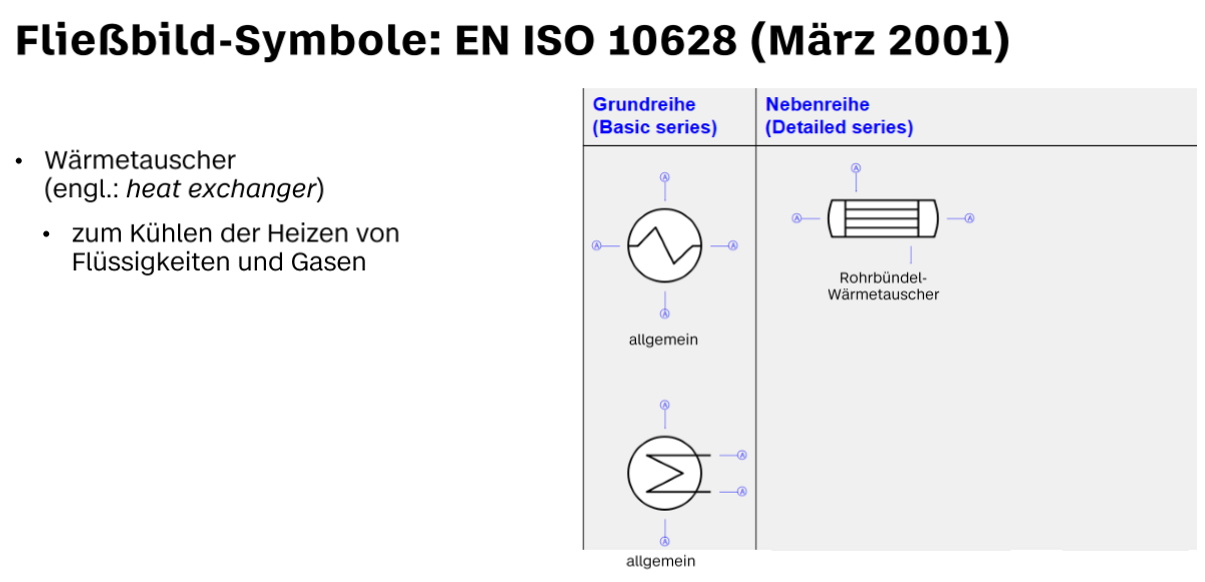 Fließbild-Symbole: EN ISO 10628 (März 2001)
• Wärmetauscher
(engl.: heat exchanger)
• zum Kühlen der Heizen von
Flüssigkeiten und Gasen
Grundreihe
(Basic series)
A
A
A
A
allgemein
A
A
A
A
allgemein
Nebenreihe
(Detailed series)
A
A
A
Rohrbündel-
Wärmetauscher